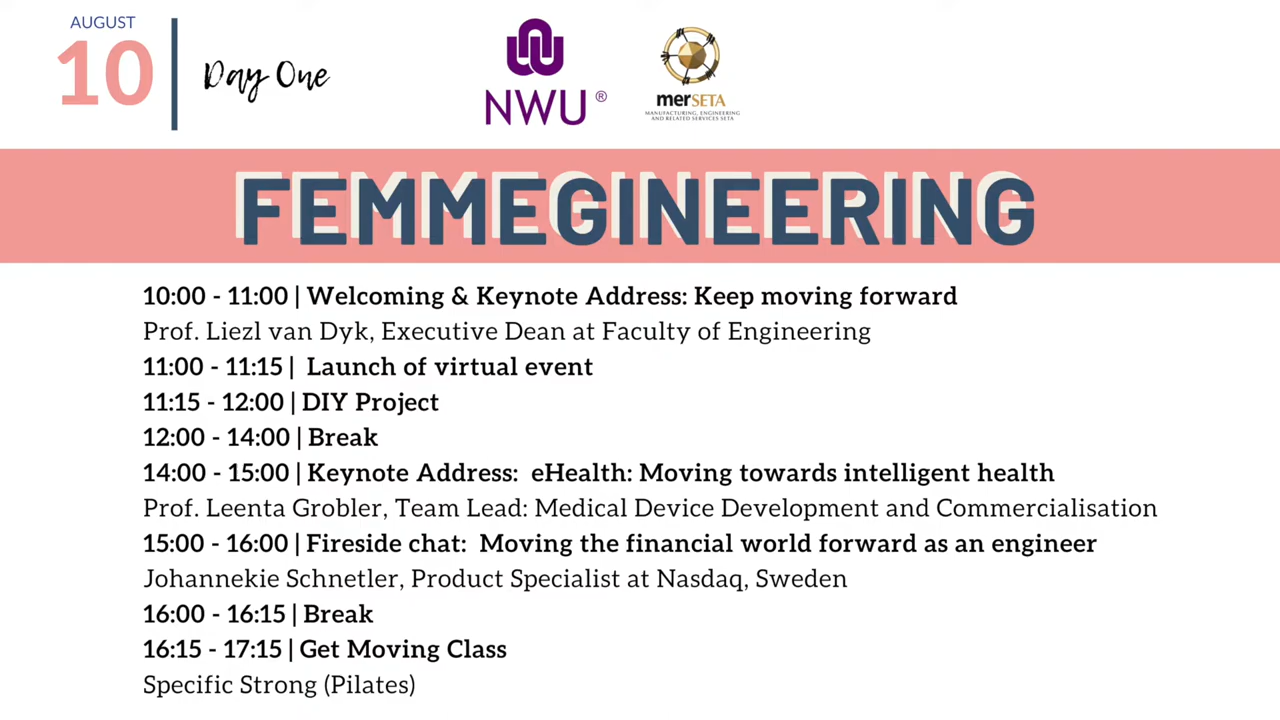 AUGUST
10
Day One
NWU®
merSETA
MANUFACTURING, ENGINEERING
AND RELATED SERVICES SETA
FEMMEGINEERING
10:00 - 11:00 | Welcoming & Keynote Address: Keep moving forward
Prof. Liezl van Dyk, Executive Dean at Faculty of Engineering
11:00 - 11:15 | Launch of virtual event
11:15 - 12:00 | DIY Project
12:00 - 14:00 | Break
14:00 - 15:00 | Keynote Address: eHealth: Moving towards intelligent health
Prof. Leenta Grobler, Team Lead: Medical Device Development and Commercialisation
15:00 - 16:00 | Fireside chat: Moving the financial world forward as an engineer
Johannekie Schnetler, Product Specialist at Nasdaq, Sweden
16:00 - 16:15 | Break
16:15 - 17:15 | Get Moving Class
Specific Strong (Pilates)